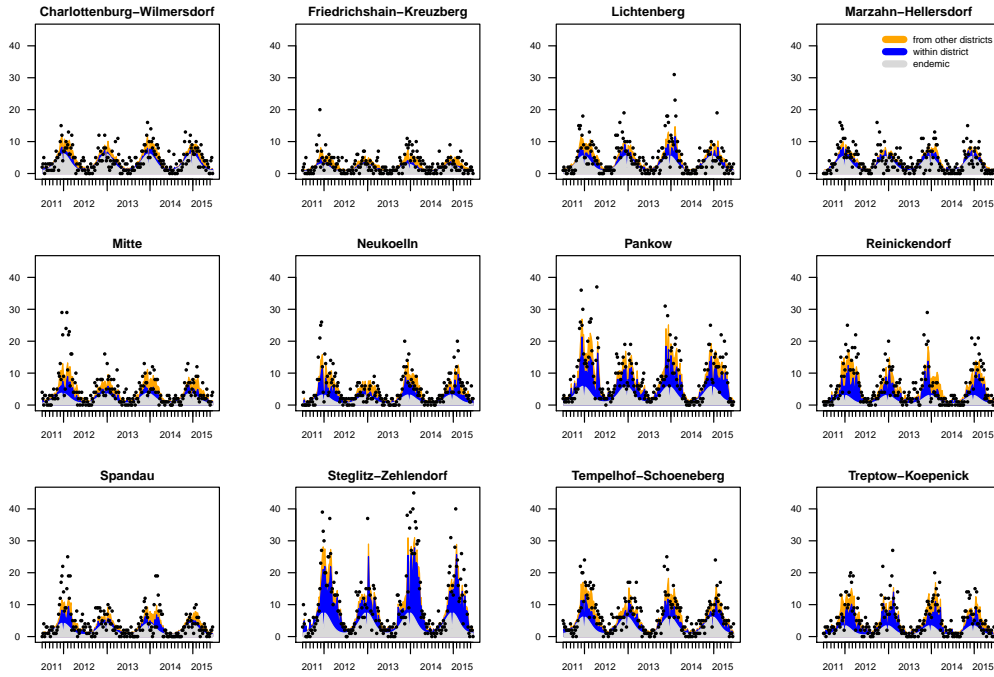 Charlottenburg−Wilmersdorf
Friedrichshain−Kreuzberg
Lichtenberg
Marzahn−Hellersdorf
40
30
20
10
0
2011 2012 2013 2014 2015
40
30
20
10
0
2011 2012 2013 2014 2015
40
30
20
10
0
2011 2012 2013 2014 2015
40
30
20
10
0
from other districts
within district
endemic
2011 2012 2013 2014 2015
Mitte
Neukoelln
Pankow
Reinickendorf
40
30
20
10
0
2011 2012 2013 2014 2015
40
30
20
10
0
2011 2012 2013 2014 2015
40
30
20
10
0
2011 2012 2013 2014 2015
40
30
20
10
0
2011 2012 2013 2014 2015
Spandau
Steglitz−Zehlendorf
Tempelhof−Schoeneberg
Treptow−Koepenick
40
30
20
10
0
2011 2012 2013 2014 2015
40
30
20
10
0
2011 2012 2013 2014 2015
40
30
20
10
0
2011 2012 2013 2014 2015
40
30
20
10
0
2011 2012 2013 2014 2015